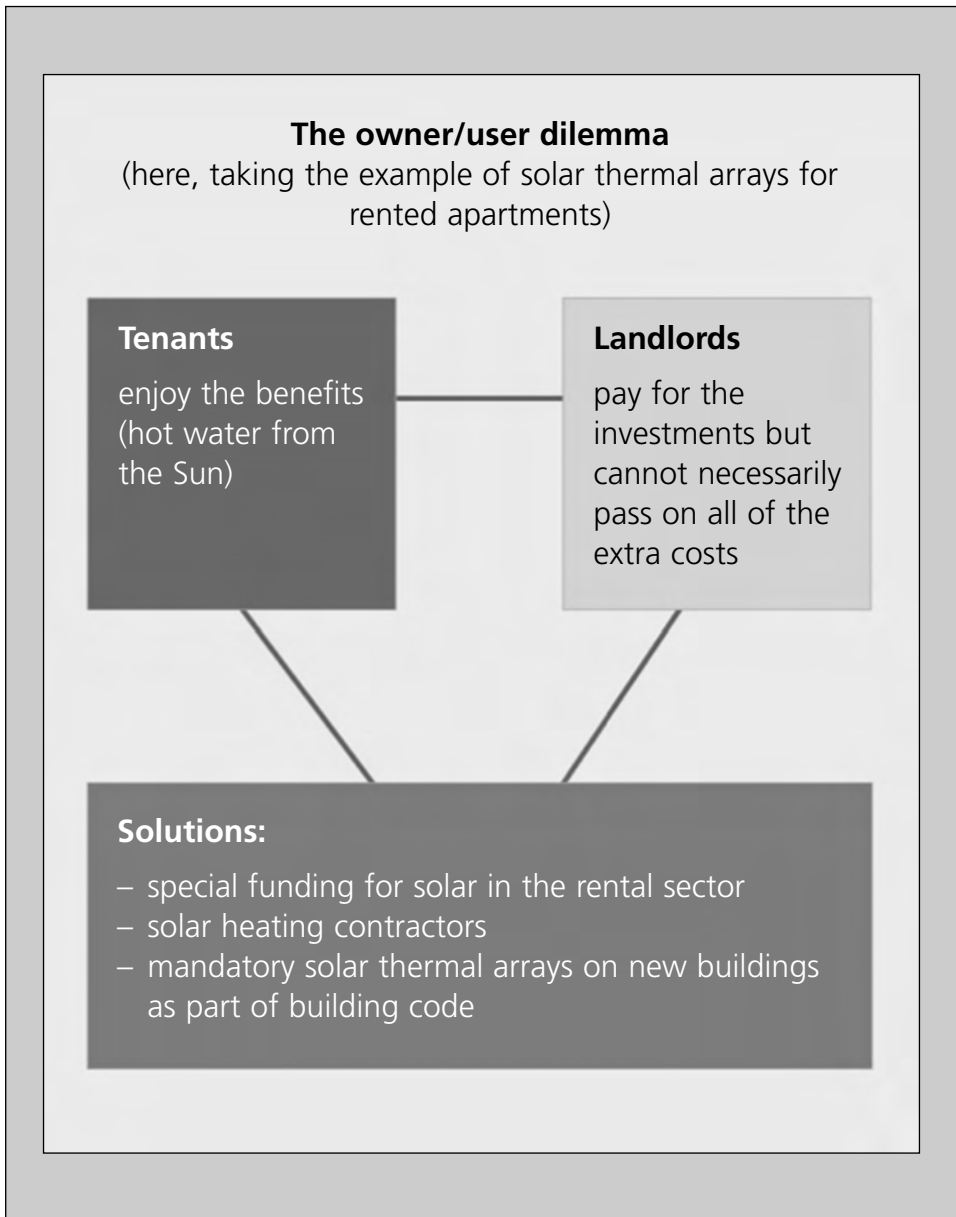 The owner/user dilemma
(here, taking the example of solar thermal arrays for
rented apartments)
Tenants
enjoy the benefits
(hot water from
the Sun)
Landlords
pay for the
investments but
cannot necessarily
pass on all of the
extra costs
Solutions:
– special funding for solar in the rental sector
– solar heating contractors
– mandatory solar thermal arrays on new buildings
as part of building code